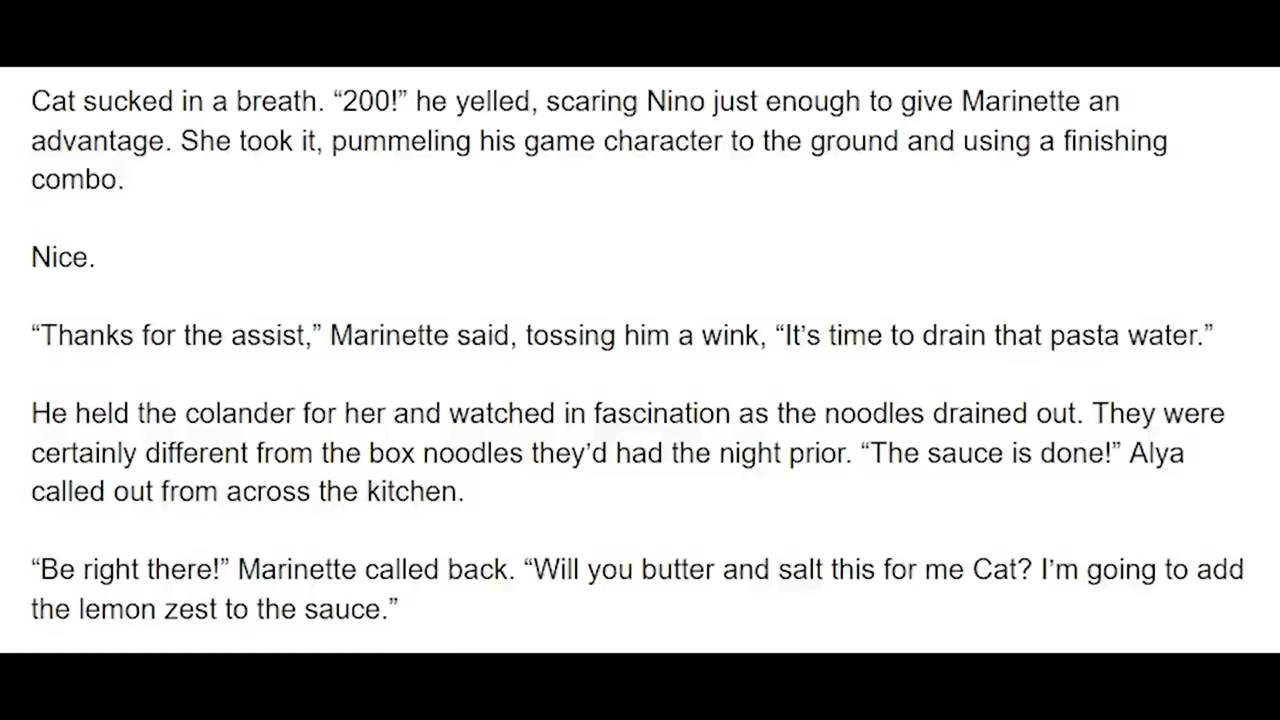 Cat sucked in a breath. “200!” he yelled, scaring Nino just enough to give Marinette an
advantage. She took it, pummeling his game character to the ground and using a finishing
combo.
Nice.
“Thanks for the assist,” Marinette said, tossing him a wink, “It’s time to drain that pasta water.”
He held the colander for her and watched in fascination as the noodles drained out. They were
certainly different from the box noodles they’d had the night prior. “The sauce is done!” Alya
called out from across the kitchen.
“Be right there!” Marinette called back. “Will you butter and salt this for me Cat? I’m going to add
the lemon zest to the sauce.”